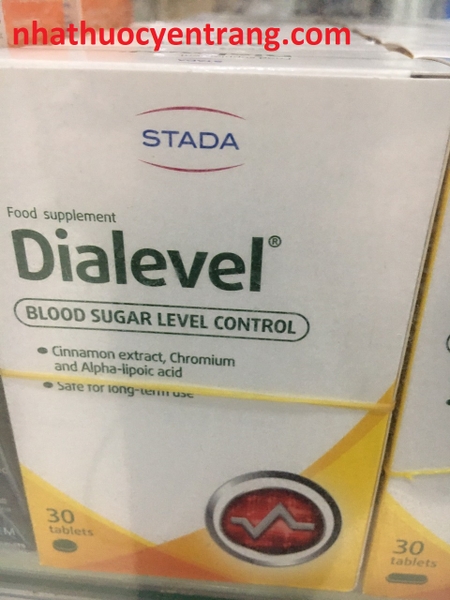 nhathuocyentrang.com
STADA
Food supplement
Dialevel®
BLOOD SUGAR LEVEL CONTROL
• Cinnamon extract, Chromium
and Alpha-lipoic acid
• Safe for long-term use
30
tablets
30
tablets